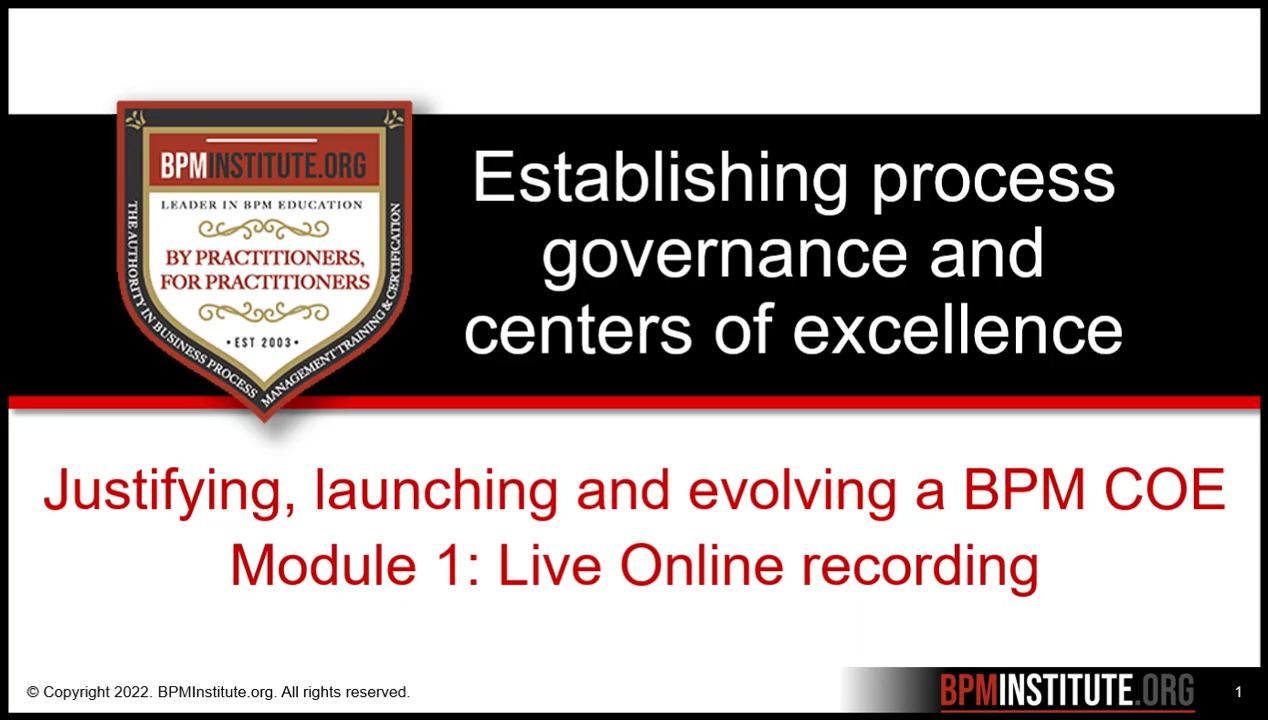 BPMINSTITUTE.ORG
LEADER IN BPM EDUCATION
BY PRACTITIONERS,
FOR PRACTITIONERS
•EST 2003•
THE AUTHORITY IN BUSINESS PROCESS
MANAGEMENT TRAINING & CERTIFICATION
Establishing process
governance and
centers of excellence
Justifying, launching and evolving a BPM COE
Module 1: Live Online recording
© Copyright 2022. BPMInstitute.org. All rights reserved.
BPMINSTITUTE.ORG
1